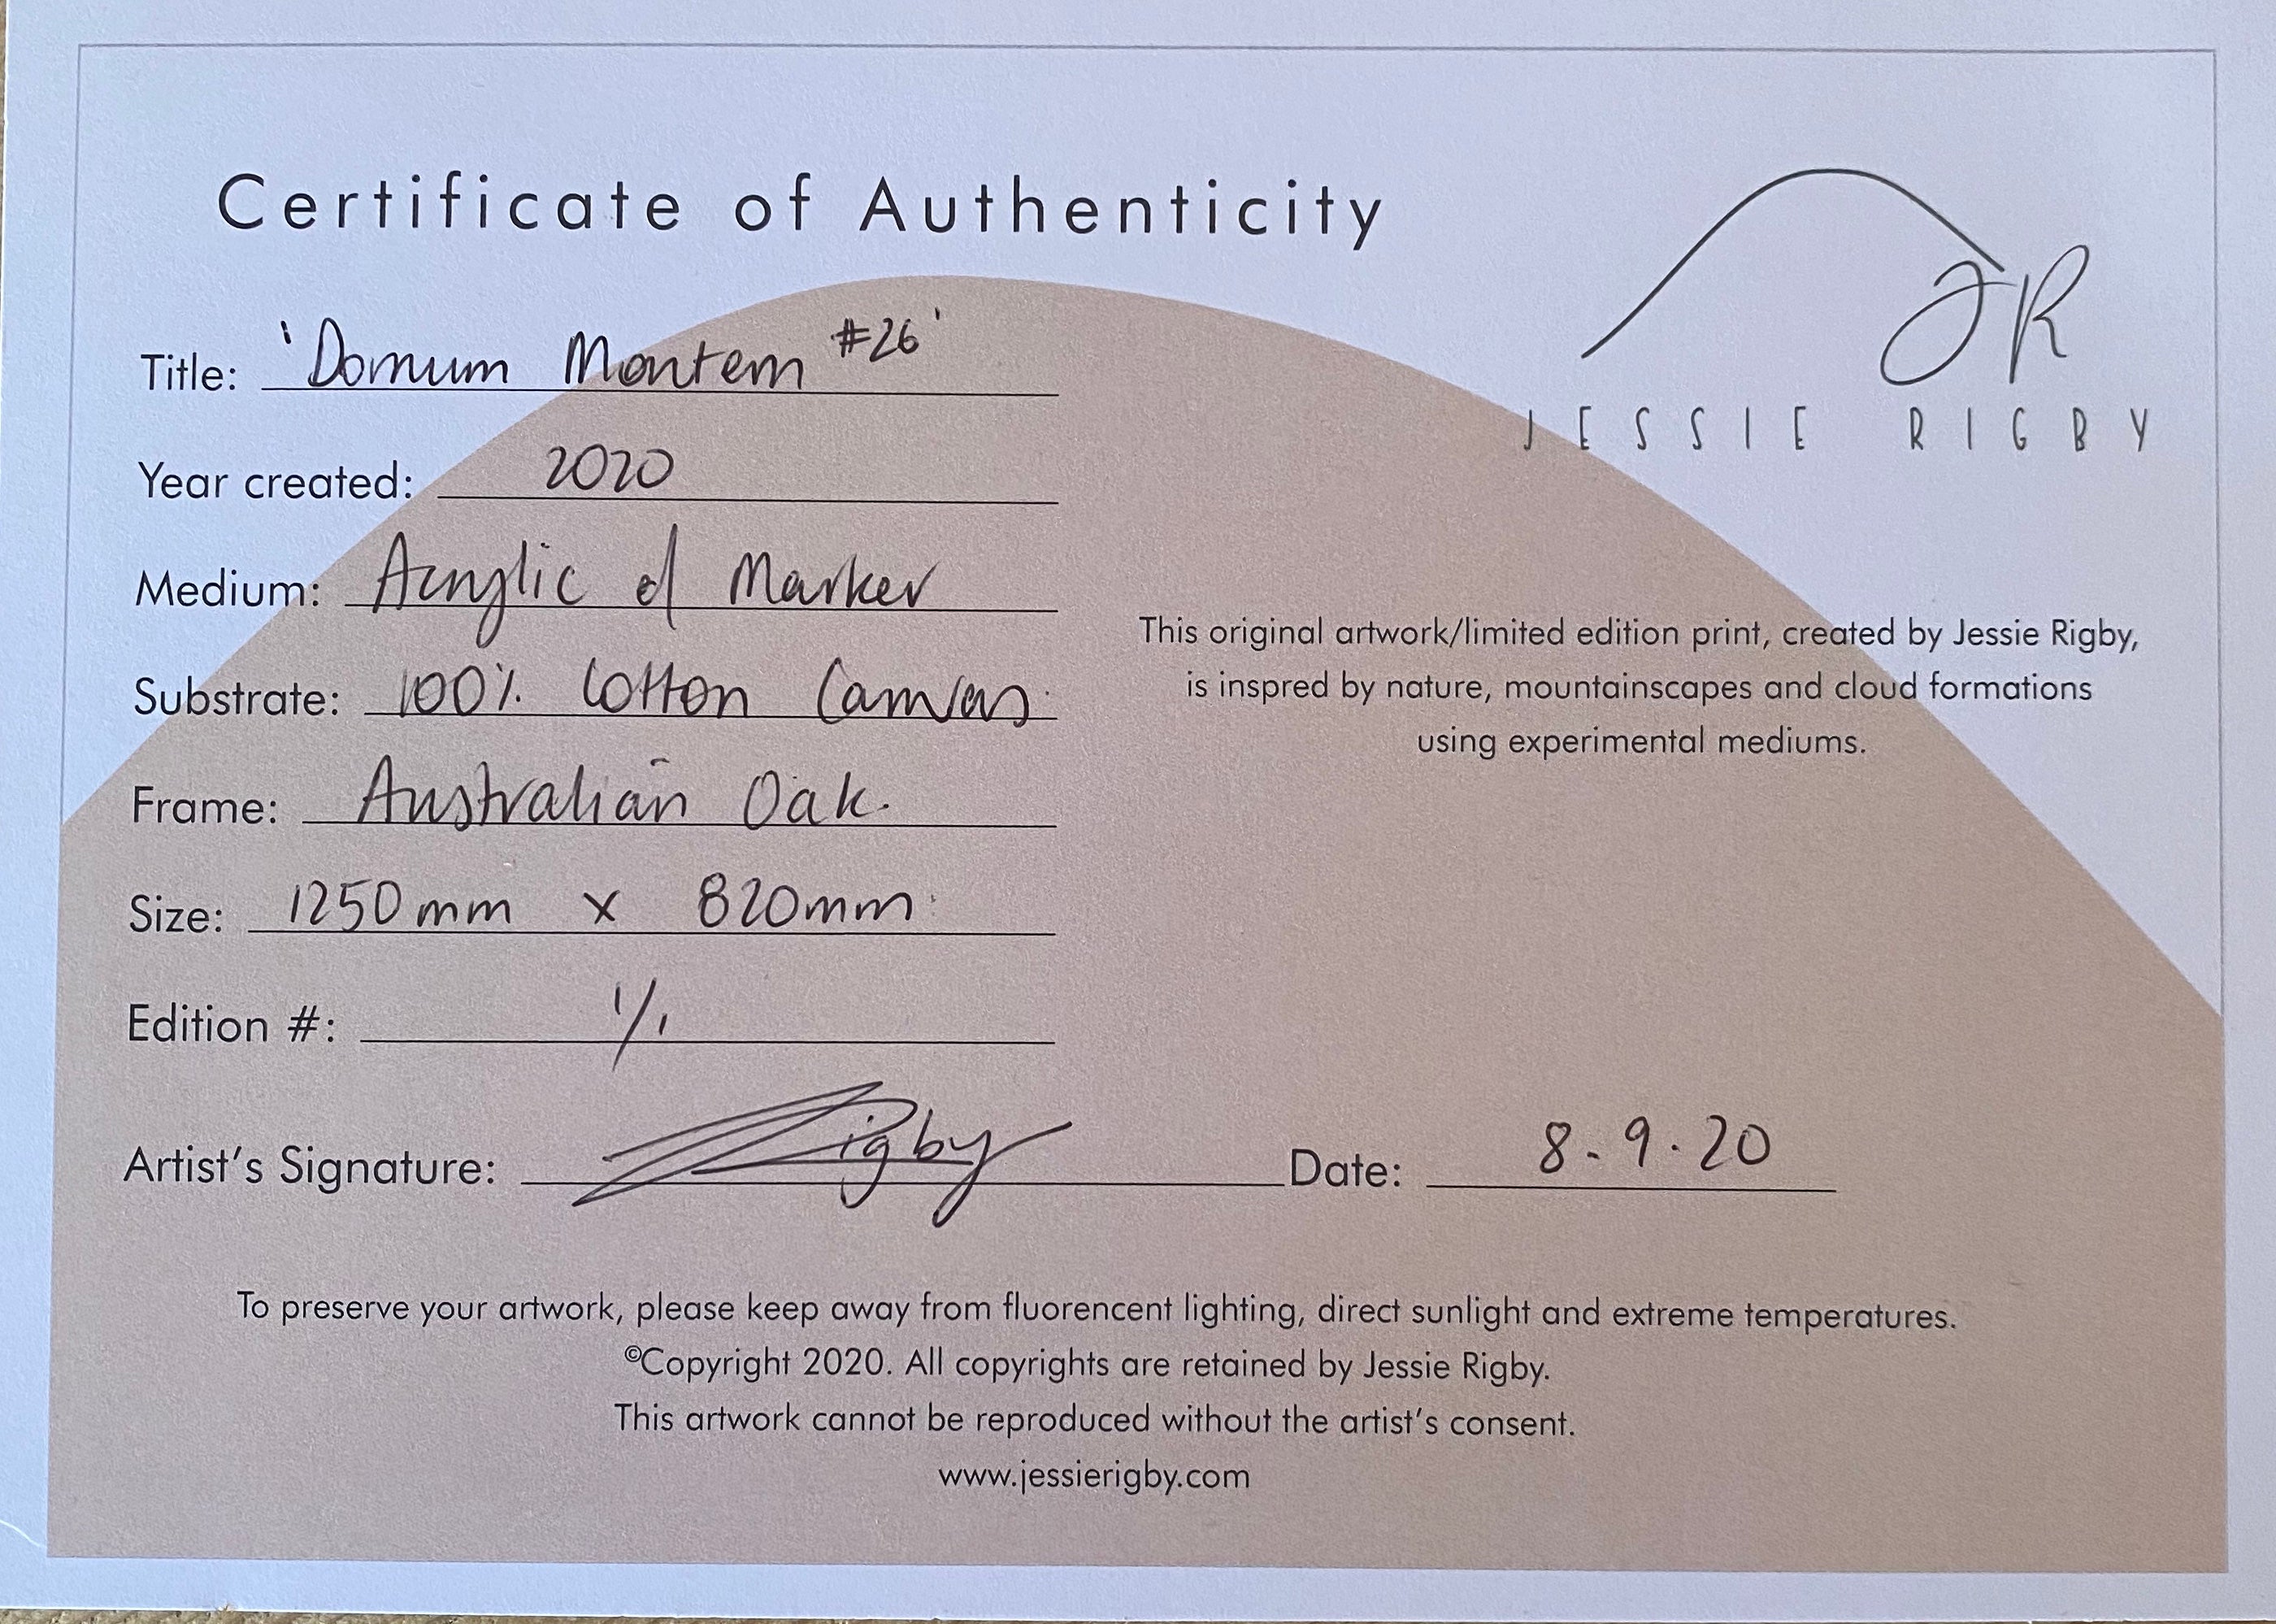 Certificate of Authenticity
JR
JESSIE RIGBY
Title: 'Domum Montem #26'
Year created: 2020
Medium: Acrylic & Marker
Substrate: 100% Cotton Canvas.
Frame: Australian Oak.
Size: 1250mm x 820mm.
Edition #: 1/1
This original artwork/limited edition print, created by Jessie Rigby,
is inspred by nature, mountainscapes and cloud formations
using experimental mediums.
Artist's Signature: Rigby Date: 8.9.20
To preserve your artwork, please keep away from fluorencent lighting, direct sunlight and extreme temperatures.
©Copyright 2020. All copyrights are retained by Jessie Rigby.
This artwork cannot be reproduced without the artist's consent.
www.jessierigby.com